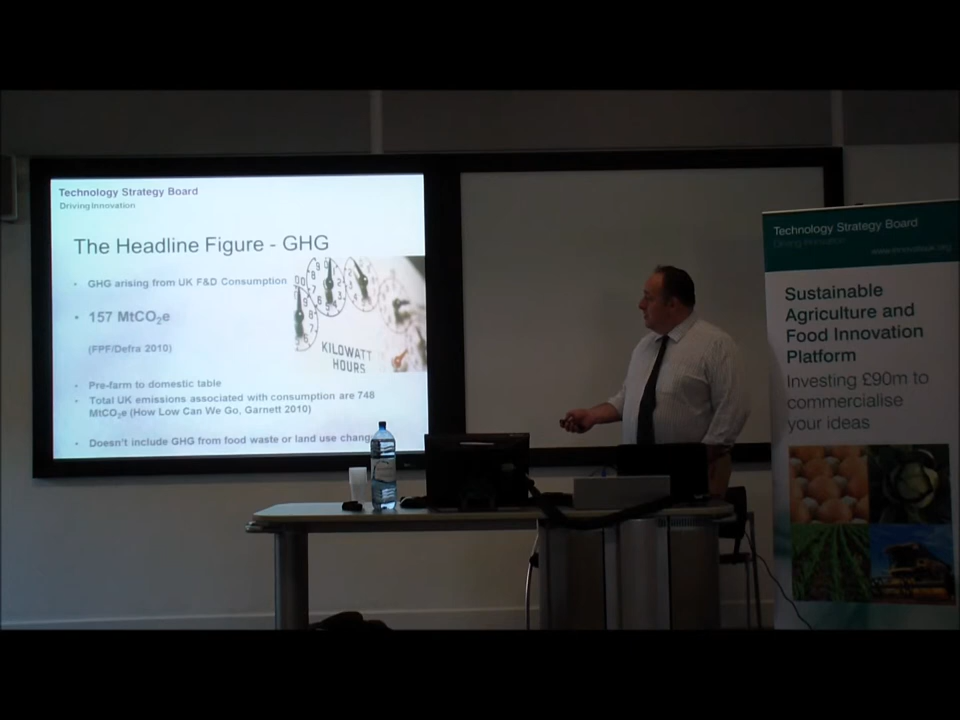 Technology Strategy Board
Driving Innovation
The Headline Figure - GHG
GHG arising from UK F&D Consumption
157 MtCO₂e
(FPF/Defra 2010)
KILOWATT
HOURS
Pre-farm to domestic table
Total UK emissions associated with consumption are 748
MtCO₂e (How Low Can We Go, Garnett 2010)
Doesn't include GHG from food waste or land use
Technology Strategy Board
Driving Innovation
Sustainable
Agriculture and
Food Innovation
Platform
Investing £90m to
commercialise
your ideas